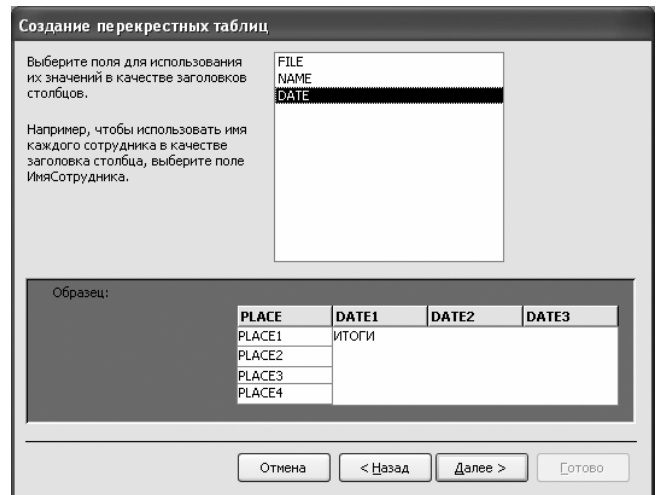 Создание перекрестных таблиц
Выберите поля для использования
их значений в качестве заголовков
столбцов.
Например, чтобы использовать имя
каждого сотрудника в качестве
заголовка столбца, выберите поле
ИмяСотрудника.
FILE
NAME
DATE
Образец:
PLACE DATE1 DATE2 DATE3
PLACE1 ИТОГИ
PLACE2
PLACE3
PLACE4
Отмена < Назад Далее > Готово